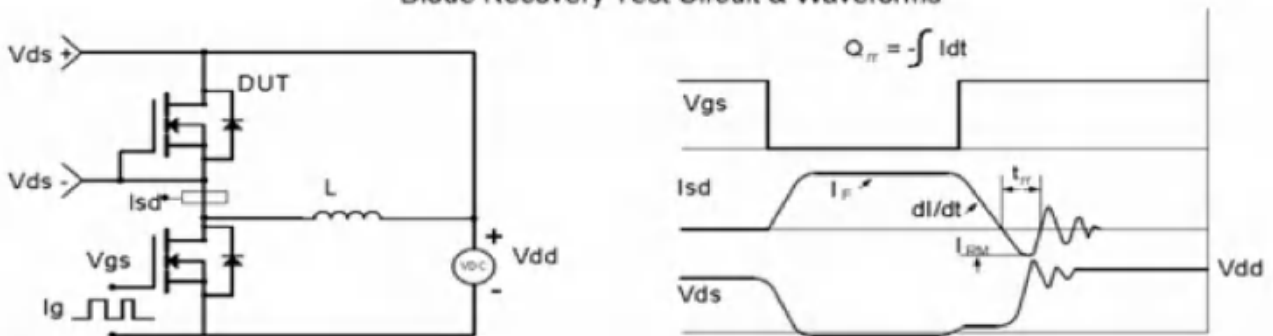 Diode Recovery Test Circuit & Waveforms
Vds +
DUT
Vds -
Isd
L
Vgs
Ig
VDC
+
Vdd
-
Qrr = -∫ Idt
Vgs
Isd
IF
dI/dt
trr
IRM
Vds
Vdd